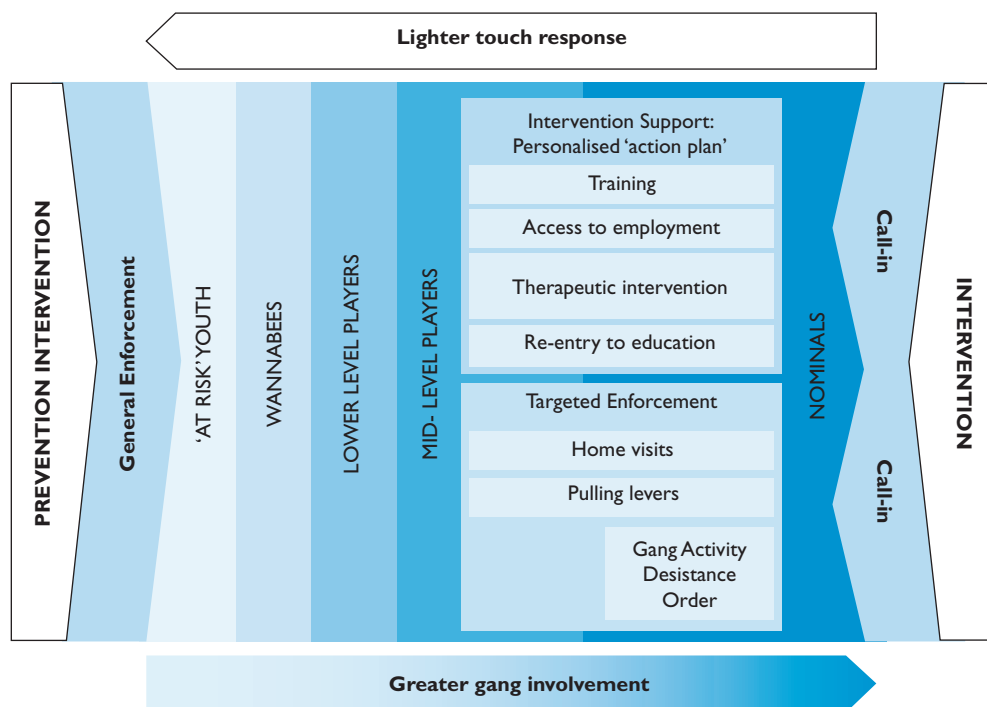 Lighter touch response
PREVENTION INTERVENTION
General Enforcement
‘AT RISK’ YOUTH
WANNABEES
LOWER LEVEL PLAYERS
MID- LEVEL PLAYERS
Intervention Support:
Personalised ‘action plan’
Training
Access to employment
Therapeutic intervention
Re-entry to education
Targeted Enforcement
Home visits
Pulling levers
Gang Activity
Desistance
Order
NOMINALS
Call-in
Call-in
INTERVENTION
Greater gang involvement